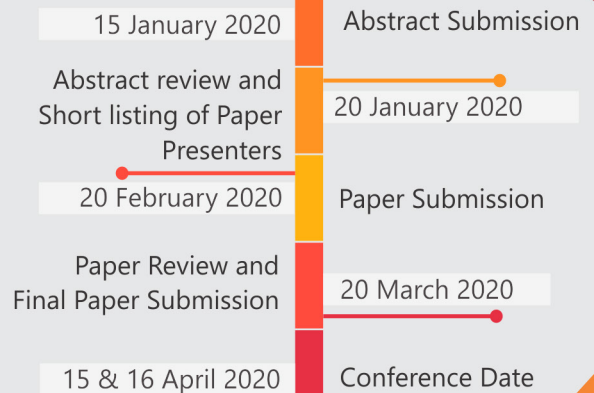 15 January 2020
Abstract Submission
Abstract review and
Short listing of Paper
Presenters
20 January 2020
20 February 2020
Paper Submission
Paper Review and
Final Paper Submission
20 March 2020
15 & 16 April 2020
Conference Date